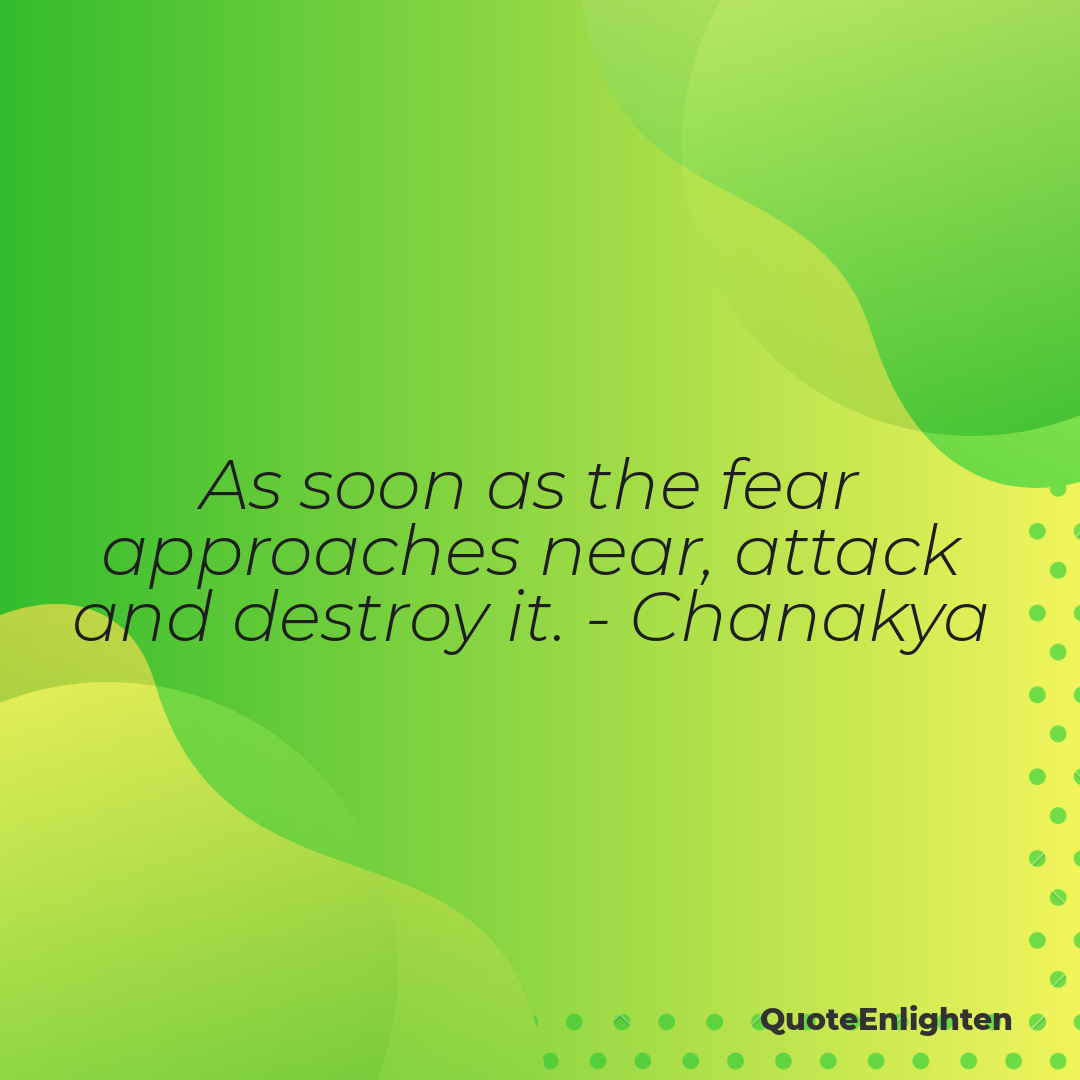 As soon as the fear
approaches near, attack
and destroy it. - Chanakya
QuoteEnlighten